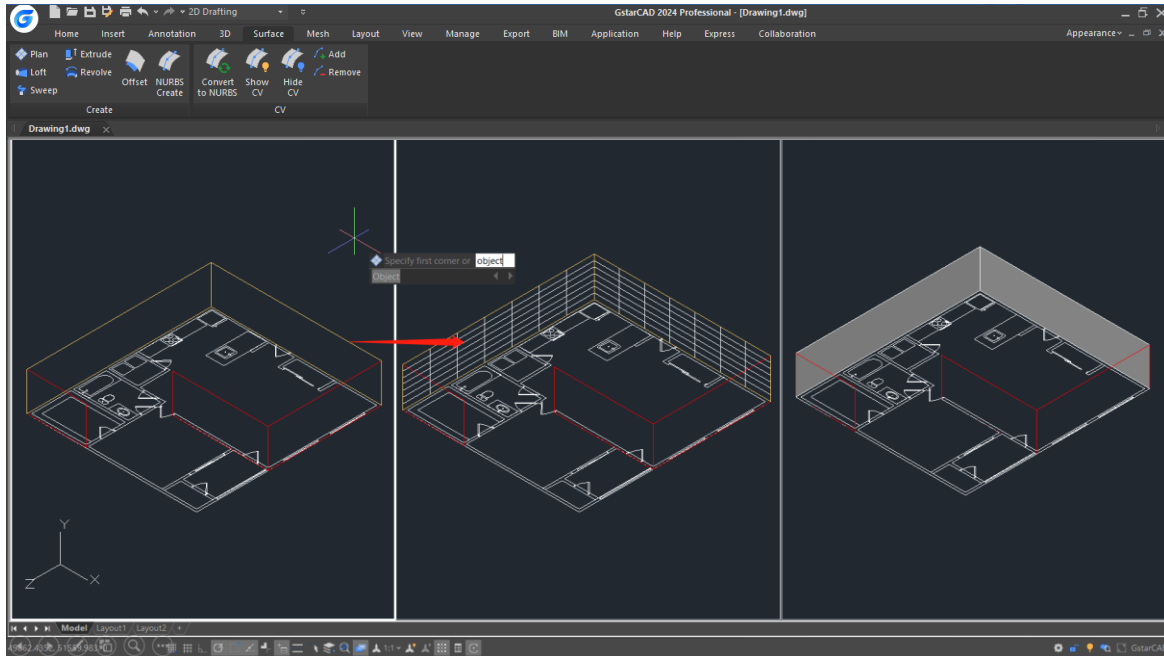 2D Drafting
GstarCAD 2024 Professional - [Drawing1.dwg]
Home Insert Annotation 3D Surface Mesh Layout View Manage Export BIM Application Help Express Collaboration Appearance
Plan Extrude Add
Loft Revolve Offset NURBS Create Convert to NURBS Show CV Hide CV Remove
Sweep
Create CV
Drawing1.dwg
Specify first corner or object
Object
Y
Z X
Model Layout1 Layout2 +
1:1 GstarCAD